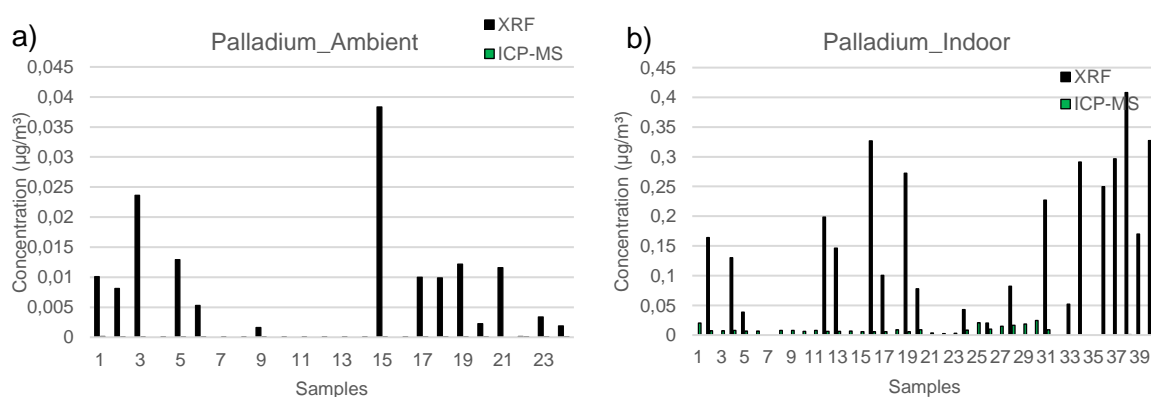 a)
Palladium_Ambient
XRF
ICP-MS
0,045
0,04
0,035
0,03
0,025
0,02
0,015
0,01
0,005
0
Concentration (µg/m³)
1 3 5 7 9 11 13 15 17 19 21 23
Samples
b)
Palladium_Indoor
XRF
ICP-MS
0,45
0,4
0,35
0,3
0,25
0,2
0,15
0,1
0,05
0
Concentration (µg/m³)
1 3 5 7 9 11 13 15 17 19 21 23 25 27 29 31 33 35 37 39
Samples